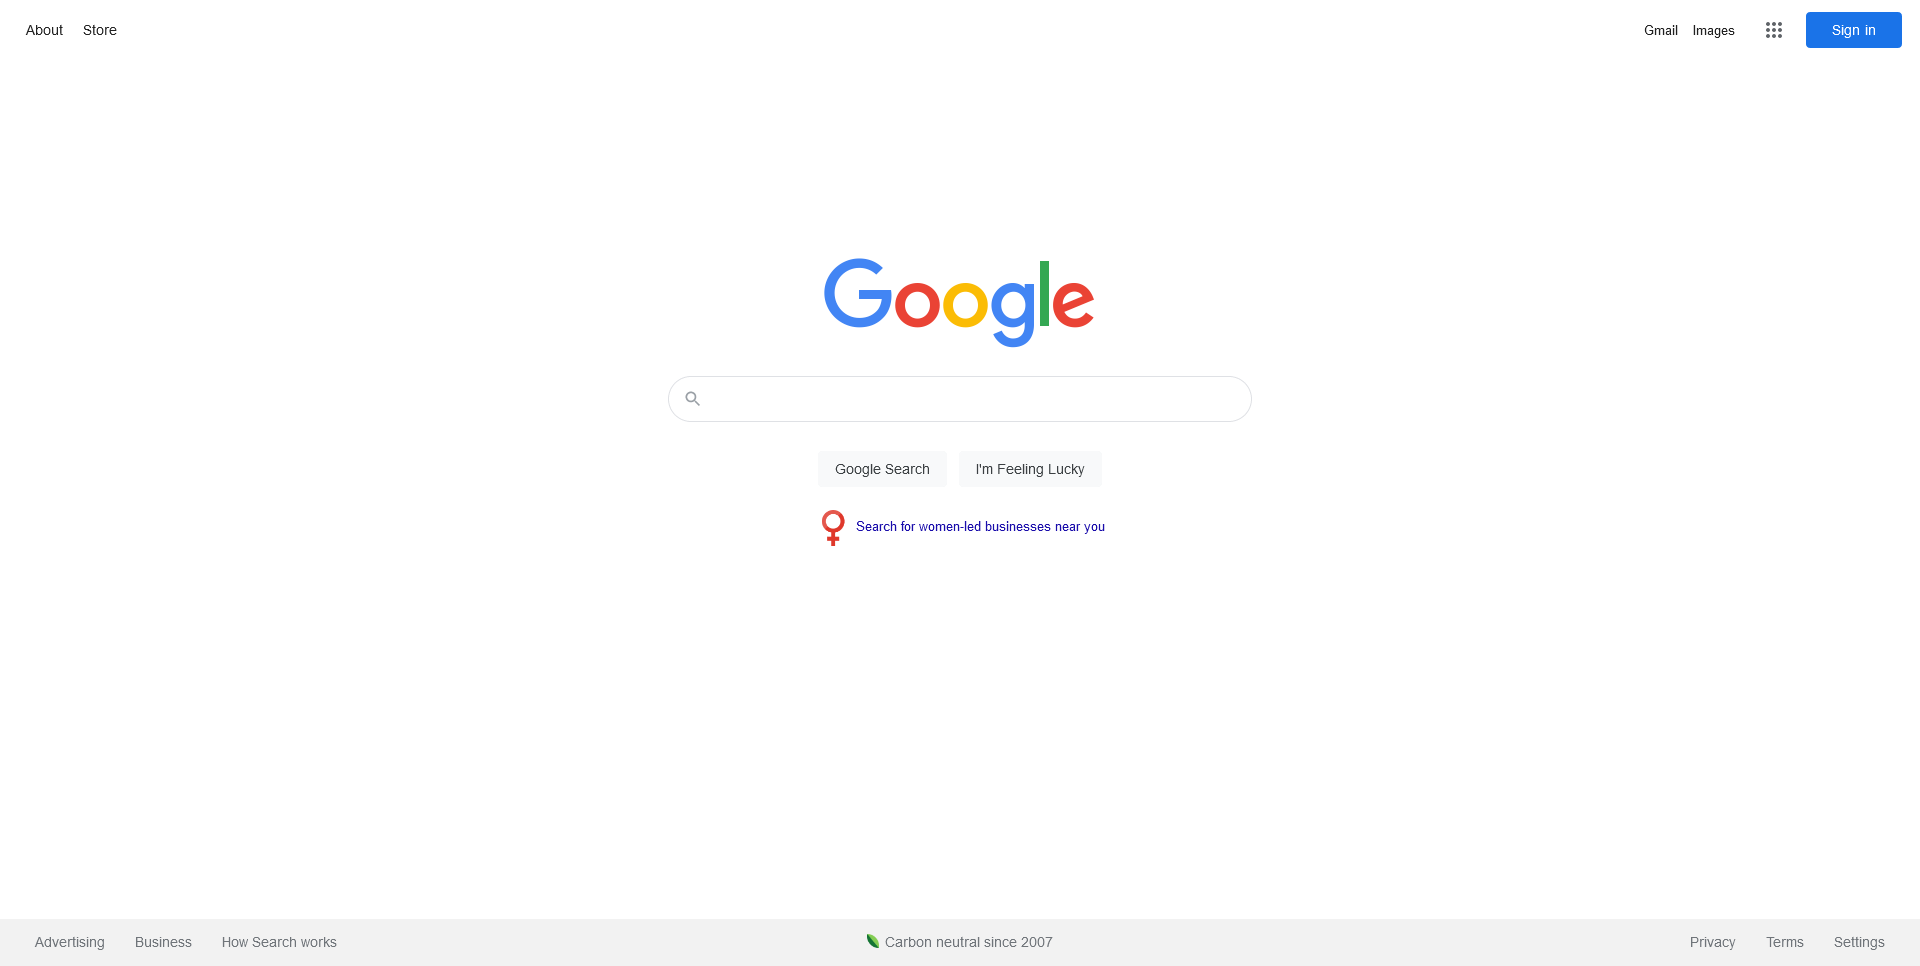 About Store Gmail Images Sign in
Google
Google Search I'm Feeling Lucky
Search for women-led businesses near you
Advertising Business How Search works Carbon neutral since 2007 Privacy Terms Settings